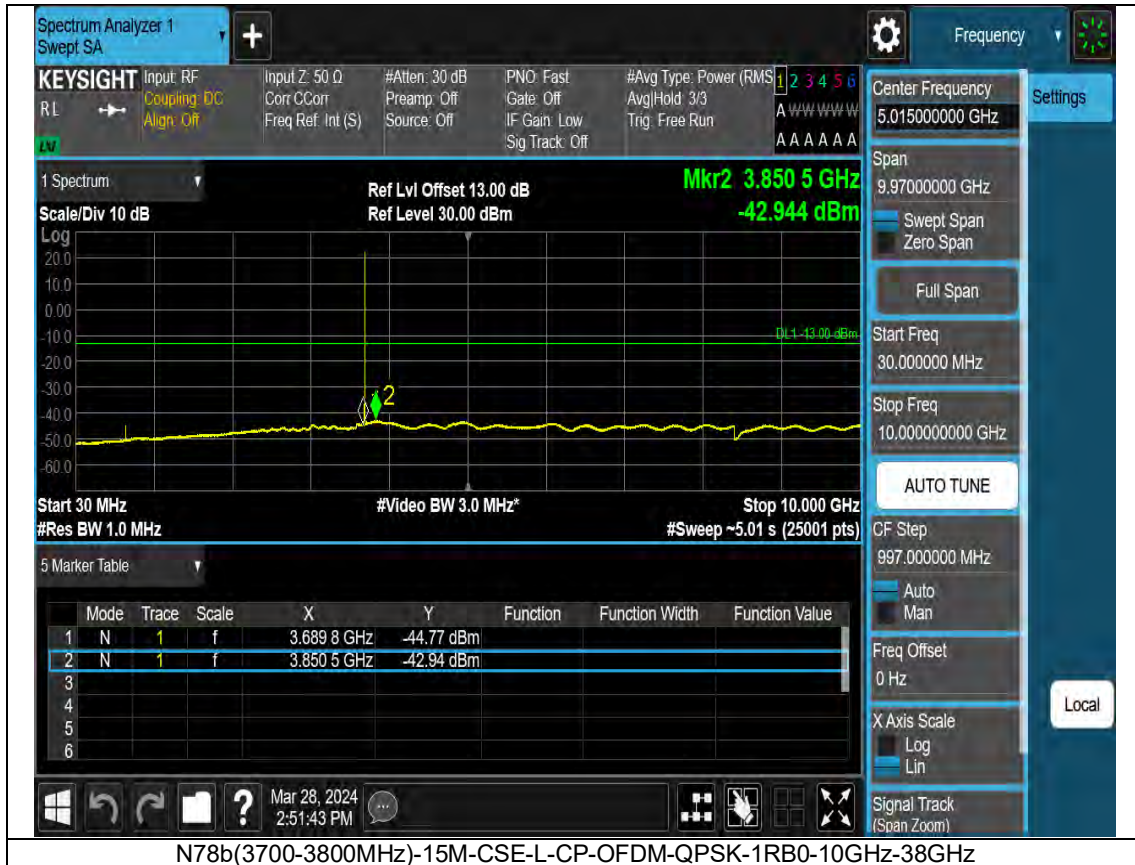 Spectrum Analyzer 1
Swept SA
Frequency
KEYSIGHT
RL
Input: RF
Coupling: DC
Align: Off
Input Z: 50 Ω
Corr CCorr
Freq Ref: Int (S)
#Atten: 30 dB
Preamp: Off
Source: Off
PNO: Fast
Gate: Off
IF Gain: Low
Sig Track: Off
#Avg Type: Power (RMS
Avg|Hold: 3/3
Trig: Free Run
1 2 3 4 5 6
A W W W W W
A A A A A A
1 Spectrum
Scale/Div 10 dB
Ref Lvl Offset 13.00 dB
Ref Level 30.00 dBm
Mkr2 3.850 5 GHz
-42.944 dBm
Log
20.0
10.0
0.00
-10.0
-20.0
-30.0
-40.0
-50.0
-60.0
DL1 -13.00 dBm
2
Start 30 MHz
#Video BW 3.0 MHz*
Stop 10.000 GHz
#Res BW 1.0 MHz
#Sweep ~5.01 s (25001 pts)
5 Marker Table
Mode Trace Scale X Y Function Function Width Function Value
1 N 1 f 3.689 8 GHz -44.77 dBm
2 N 1 f 3.850 5 GHz -42.94 dBm
3
4
5
6
Center Frequency
5.015000000 GHz
Settings
Span
9.97000000 GHz
Swept Span
Zero Span
Full Span
Start Freq
30.000000 MHz
Stop Freq
10.000000000 GHz
AUTO TUNE
CF Step
997.000000 MHz
Auto
Man
Freq Offset
0 Hz
X Axis Scale
Log
Lin
Local
Signal Track
(Span Zoom)
Mar 28, 2024
2:51:43 PM
N78b(3700-3800MHz)-15M-CSE-L-CP-OFDM-QPSK-1RB0-10GHz-38GHz